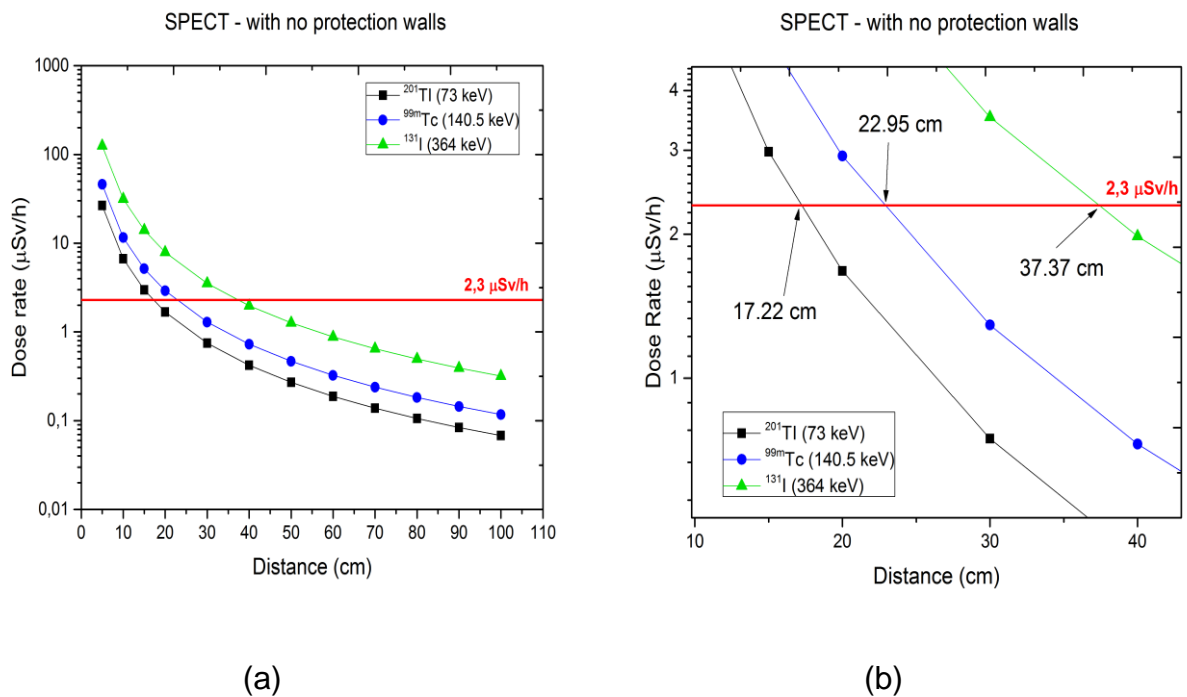 SPECT - with no protection walls
1000
100
10
1
0,1
0,01
Dose rate (μSv/h)
²⁰¹Tl (73 keV)
⁹⁹ᵐTc (140.5 keV)
¹³¹I (364 keV)
2,3 μSv/h
0 10 20 30 40 50 60 70 80 90 100 110
Distance (cm)
(a)
SPECT - with no protection walls
4
3
2
1
Dose Rate (μSv/h)
22.95 cm
2,3 μSv/h
37.37 cm
17.22 cm
²⁰¹Tl (73 keV)
⁹⁹ᵐTc (140.5 keV)
¹³¹I (364 keV)
10 20 30 40
Distance (cm)
(b)